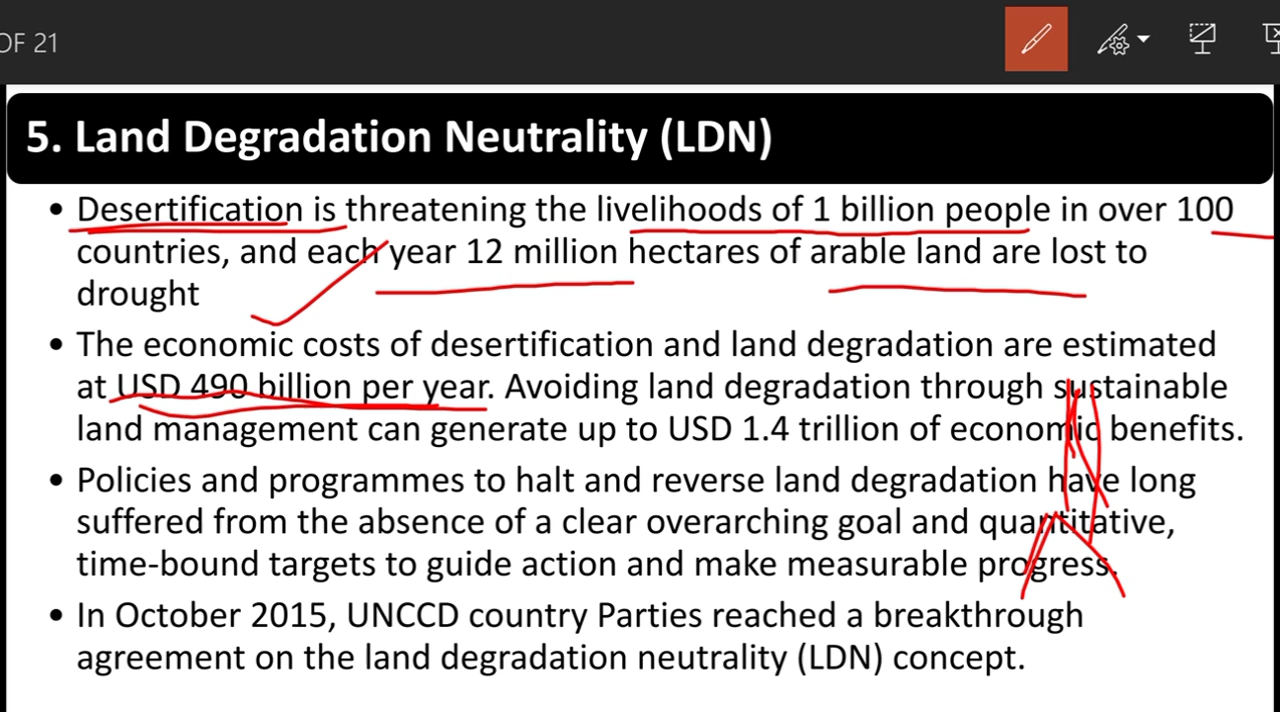 OF 21
5. Land Degradation Neutrality (LDN)
• Desertification is threatening the livelihoods of 1 billion people in over 100
countries, and each year 12 million hectares of arable land are lost to
drought
• The economic costs of desertification and land degradation are estimated
at USD 490 billion per year. Avoiding land degradation through sustainable
land management can generate up to USD 1.4 trillion of economic benefits.
• Policies and programmes to halt and reverse land degradation have long
suffered from the absence of a clear overarching goal and quantitative,
time-bound targets to guide action and make measurable progress.
• In October 2015, UNCCD country Parties reached a breakthrough
agreement on the land degradation neutrality (LDN) concept.